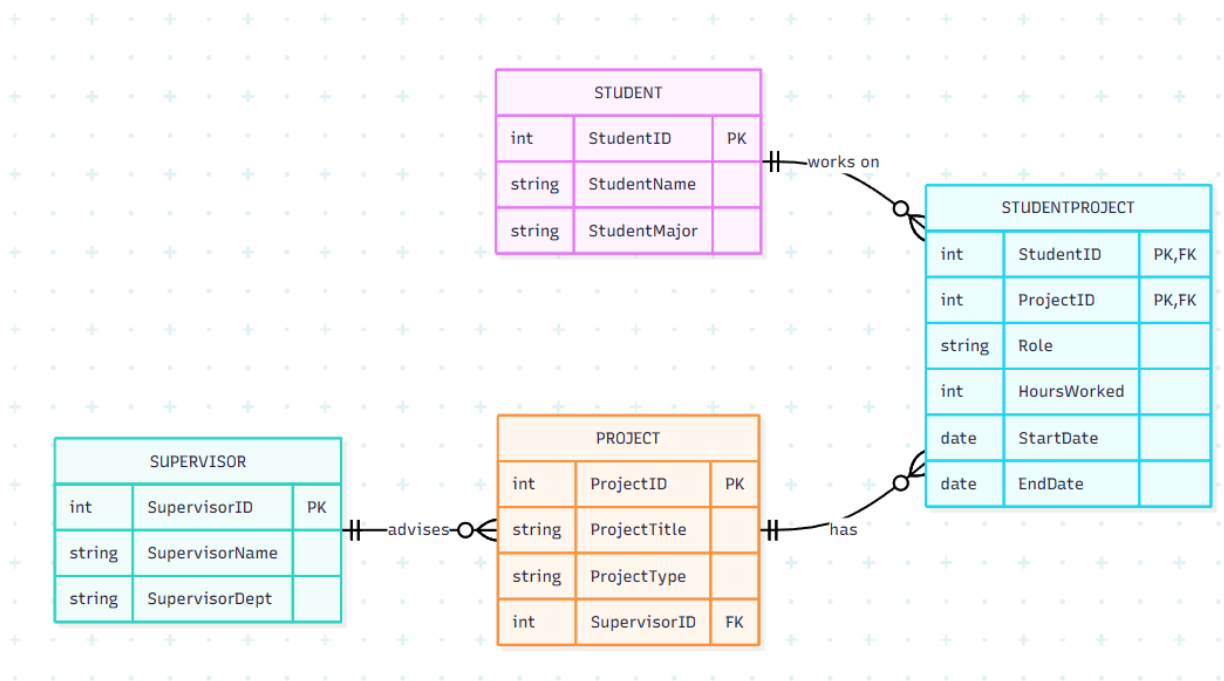 STUDENT
int StudentID PK
string StudentName
string StudentMajor
works on
STUDENTPROJECT
int StudentID PK,FK
int ProjectID PK,FK
string Role
int HoursWorked
date StartDate
date EndDate
SUPERVISOR
int SupervisorID PK
string SupervisorName
string SupervisorDept
advises
PROJECT
int ProjectID PK
string ProjectTitle
string ProjectType
int SupervisorID FK
has